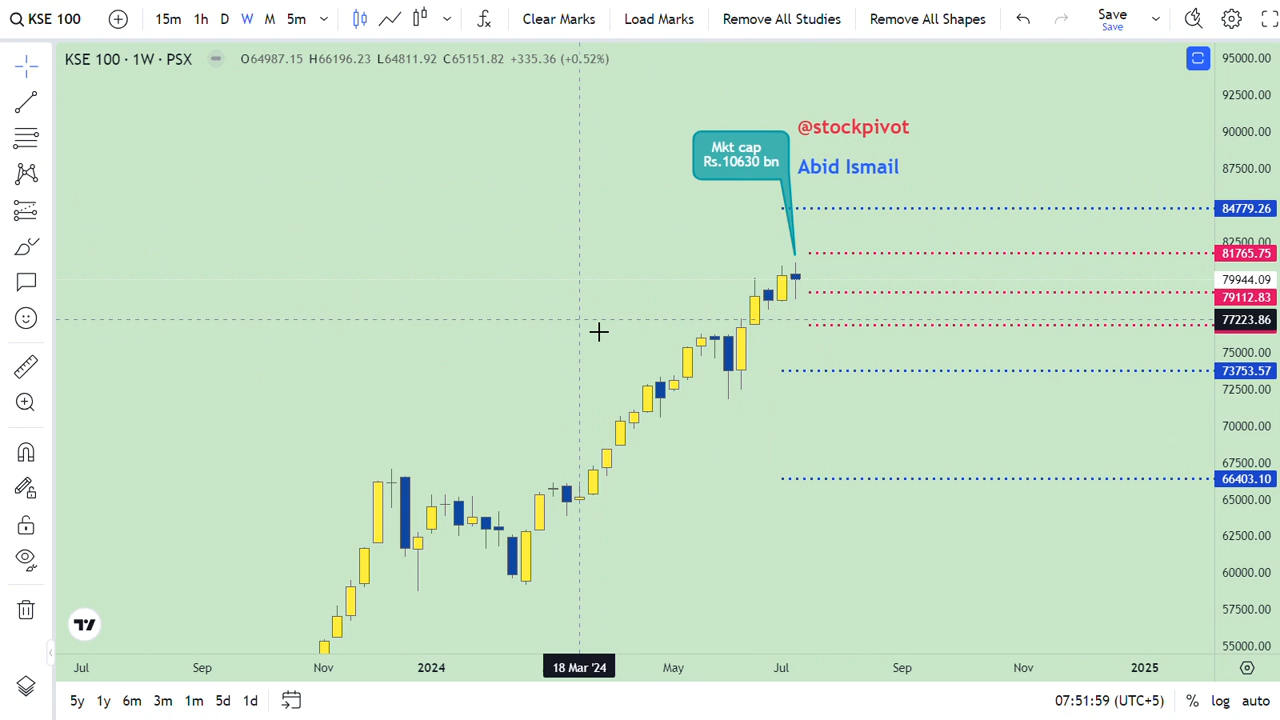 KSE 100
15m 1h D W M 5m
Clear Marks
Load Marks
Remove All Studies
Remove All Shapes
Save
Save
KSE 100 · 1W · PSX
O64987.15 H66196.23 L64811.92 C65151.82 +335.36 (+0.52%)
@stockpivot
Mkt cap
Rs.10630 bn
Abid Ismail
95000.00
92500.00
90000.00
87500.00
84779.26
82500.00
81765.75
79944.09
79112.83
77223.86
75000.00
73753.57
72500.00
70000.00
67500.00
66403.10
65000.00
62500.00
60000.00
57500.00
55000.00
Jul Sep Nov 2024 18 Mar '24 May Jul Sep Nov 2025
5y 1y 6m 3m 1m 5d 1d
07:51:59 (UTC+5) % log auto